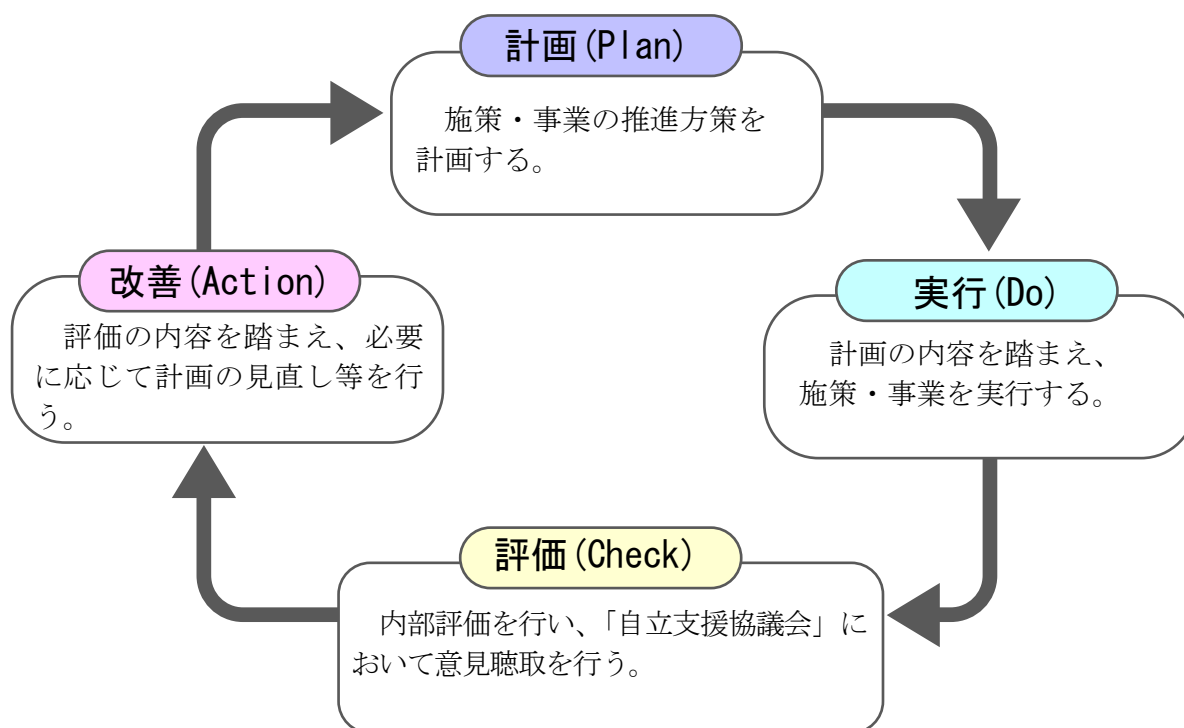 計画(Plan)
施策・事業の推進方策を
計画する。
実行(Do)
計画の内容を踏まえ、
施策・事業を実行する。
評価(Check)
内部評価を行い、「自立支援協議会」に
おいて意見聴取を行う。
改善(Action)
評価の内容を踏まえ、必要
に応じて計画の見直し等を行
う。